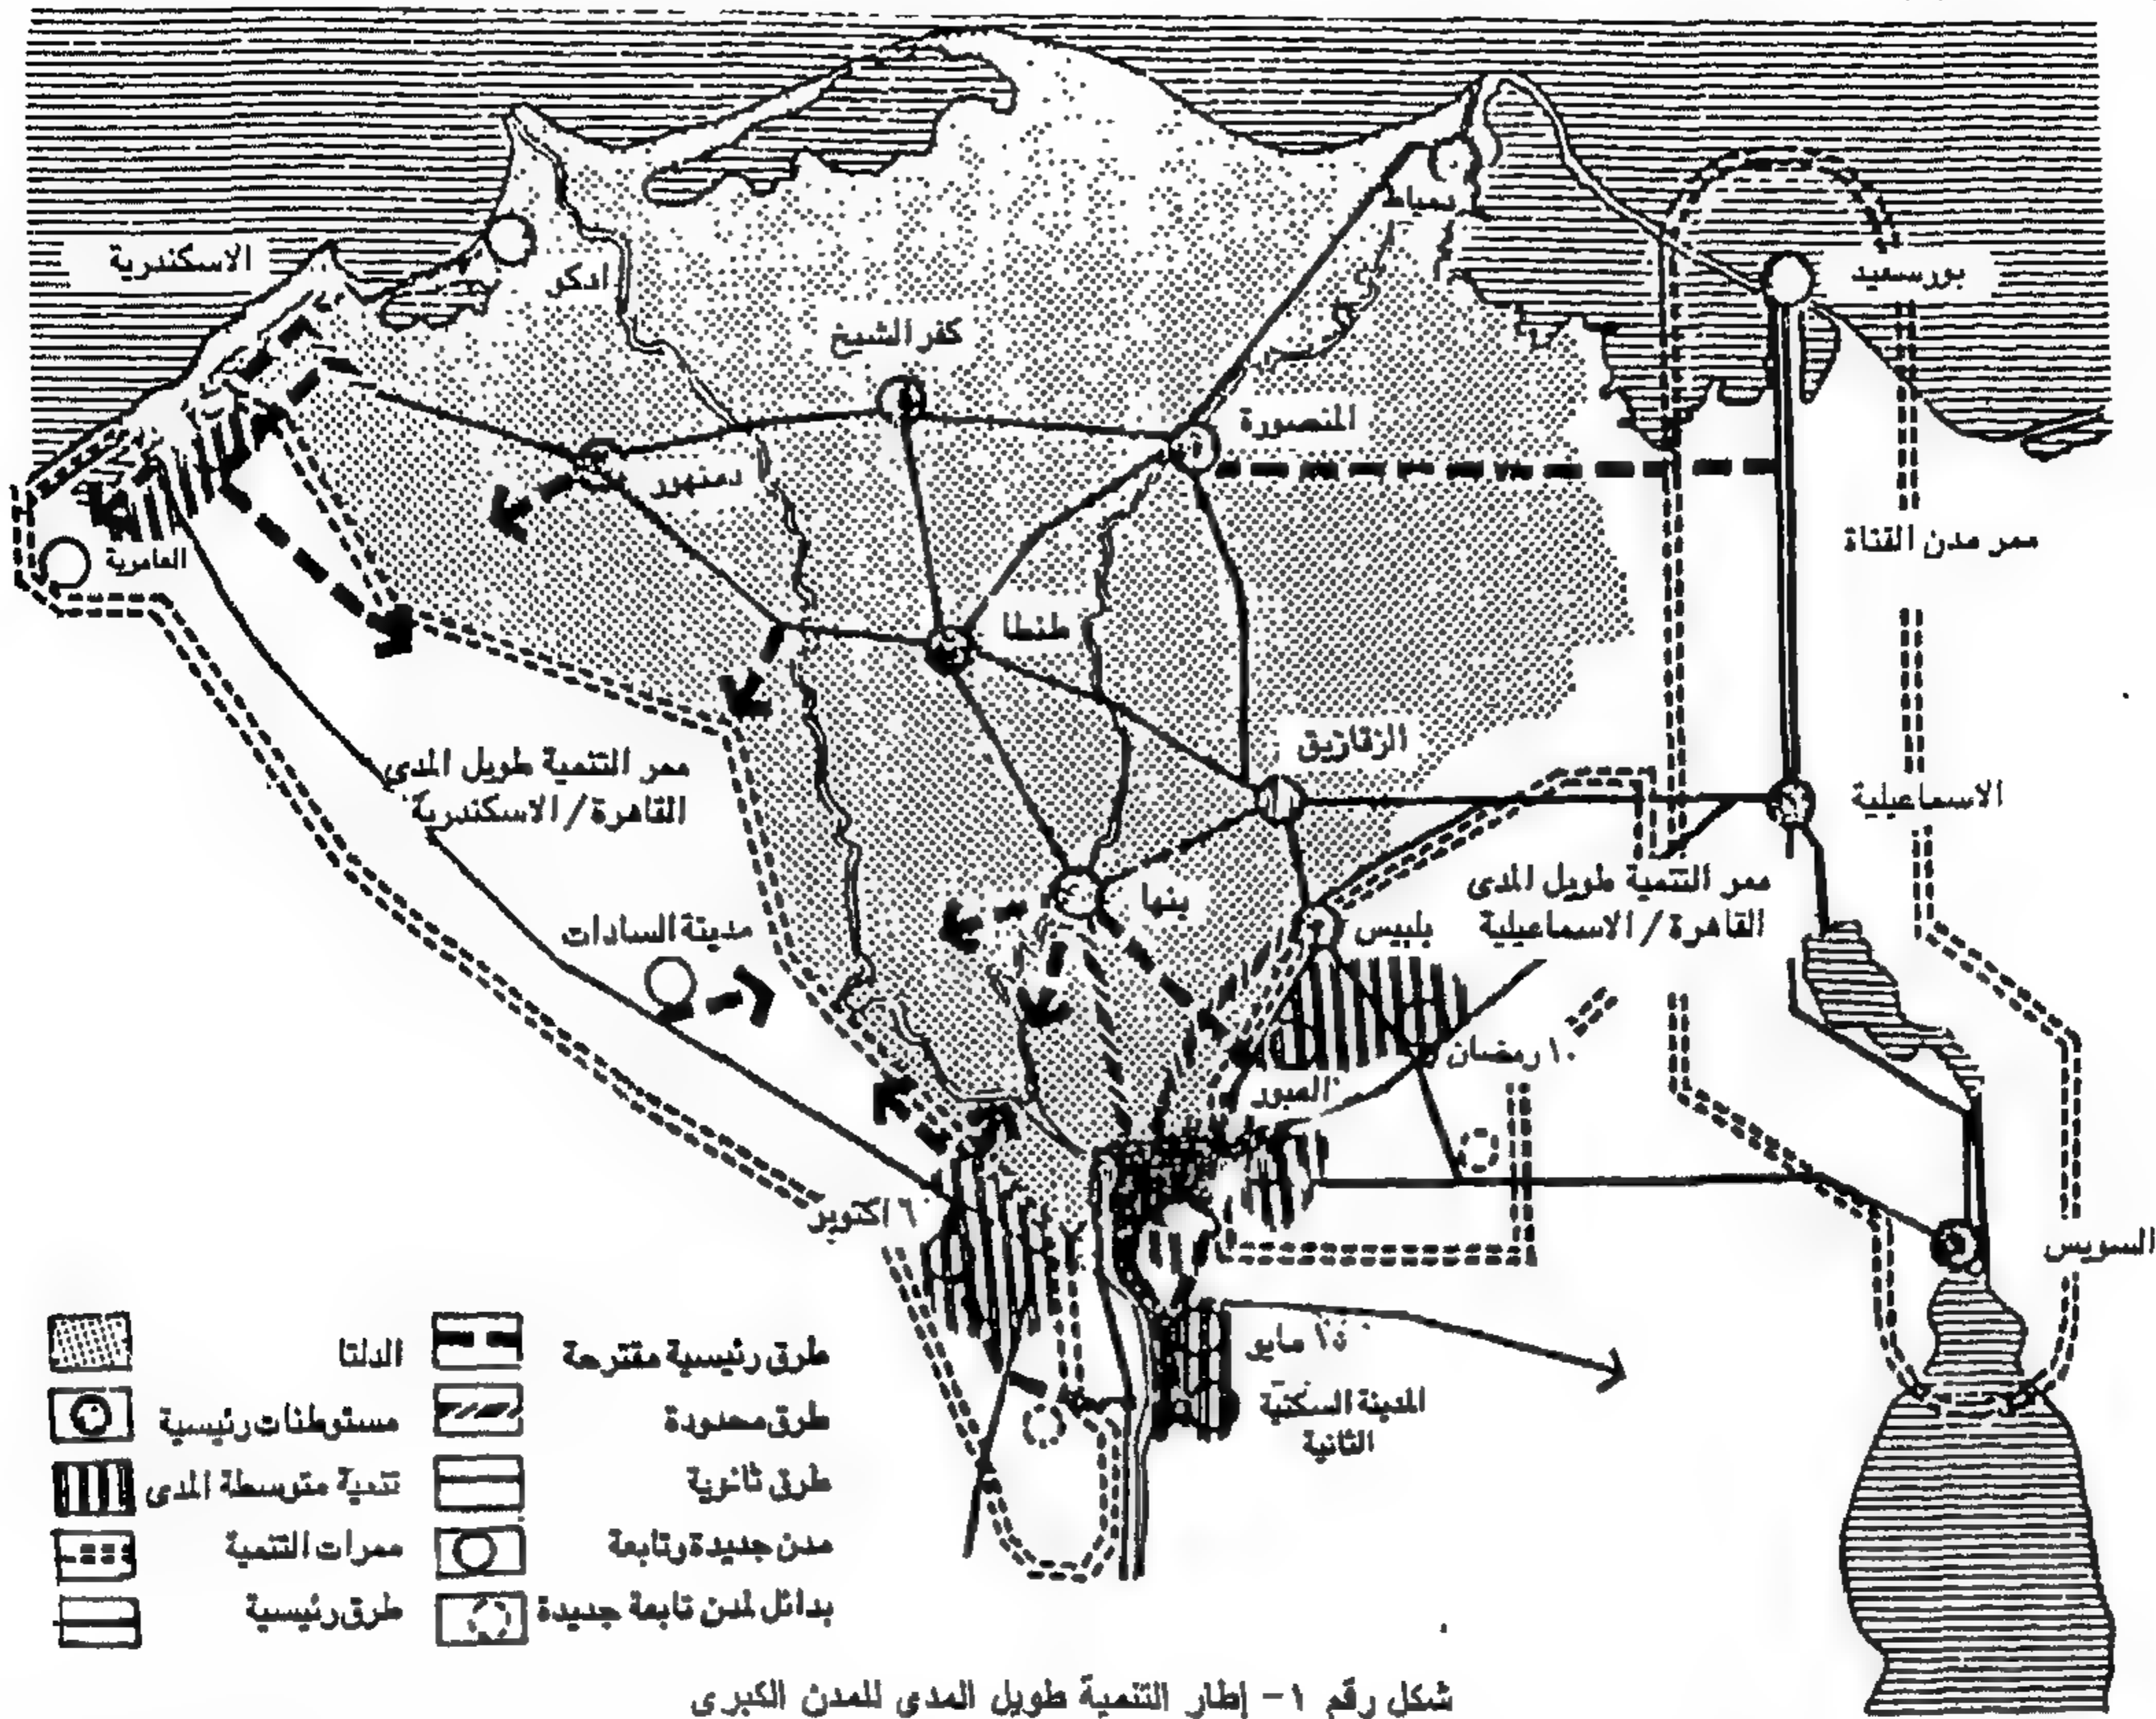 الاسكندرية
ادكو
دمياط
بورسعيد
كفر الشيخ
المنصورة
دمنهور
العامرية
ممر مدن القناة
طنطا
الزقازيق
الاسماعيلية
ممر التنمية طويل المدى
القاهرة/الاسكندرية
ممر التنمية طويل المدى
القاهرة/الاسماعيلية
بنها
بلبيس
مدينة السادات
١٠ رمضان
العبور
٦ اكتوبر
السويس
١٥ مايو
المدينة السكنية
الثانية
الدلتا
مستوطنات رئيسية
تنمية متوسطة المدى
ممرات التنمية
طرق رئيسية
طرق رئيسية مقترحة
طرق محدودة
طرق ثانوية
مدن جديدة وتابعة
بدائل لمدن تابعة جديدة
شكل رقم ١- إطار التنمية طويل المدى للمدن الكبرى